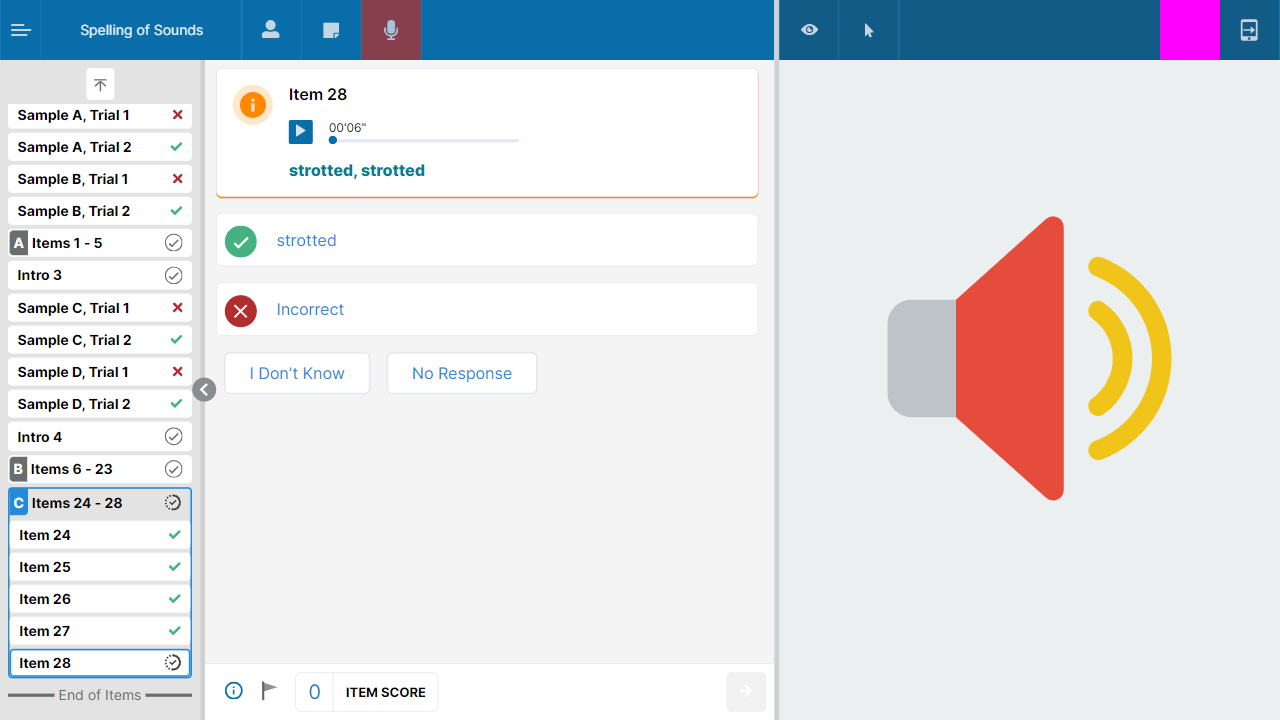 Spelling of Sounds
Sample A, Trial 1
Sample A, Trial 2
Sample B, Trial 1
Sample B, Trial 2
A Items 1 - 5
Intro 3
Sample C, Trial 1
Sample C, Trial 2
Sample D, Trial 1
Sample D, Trial 2
Intro 4
B Items 6 - 23
C Items 24 - 28
Item 24
Item 25
Item 26
Item 27
Item 28
End of Items
Item 28
00'06"
strotted, strotted
strotted
Incorrect
I Don't Know
No Response
0 ITEM SCORE